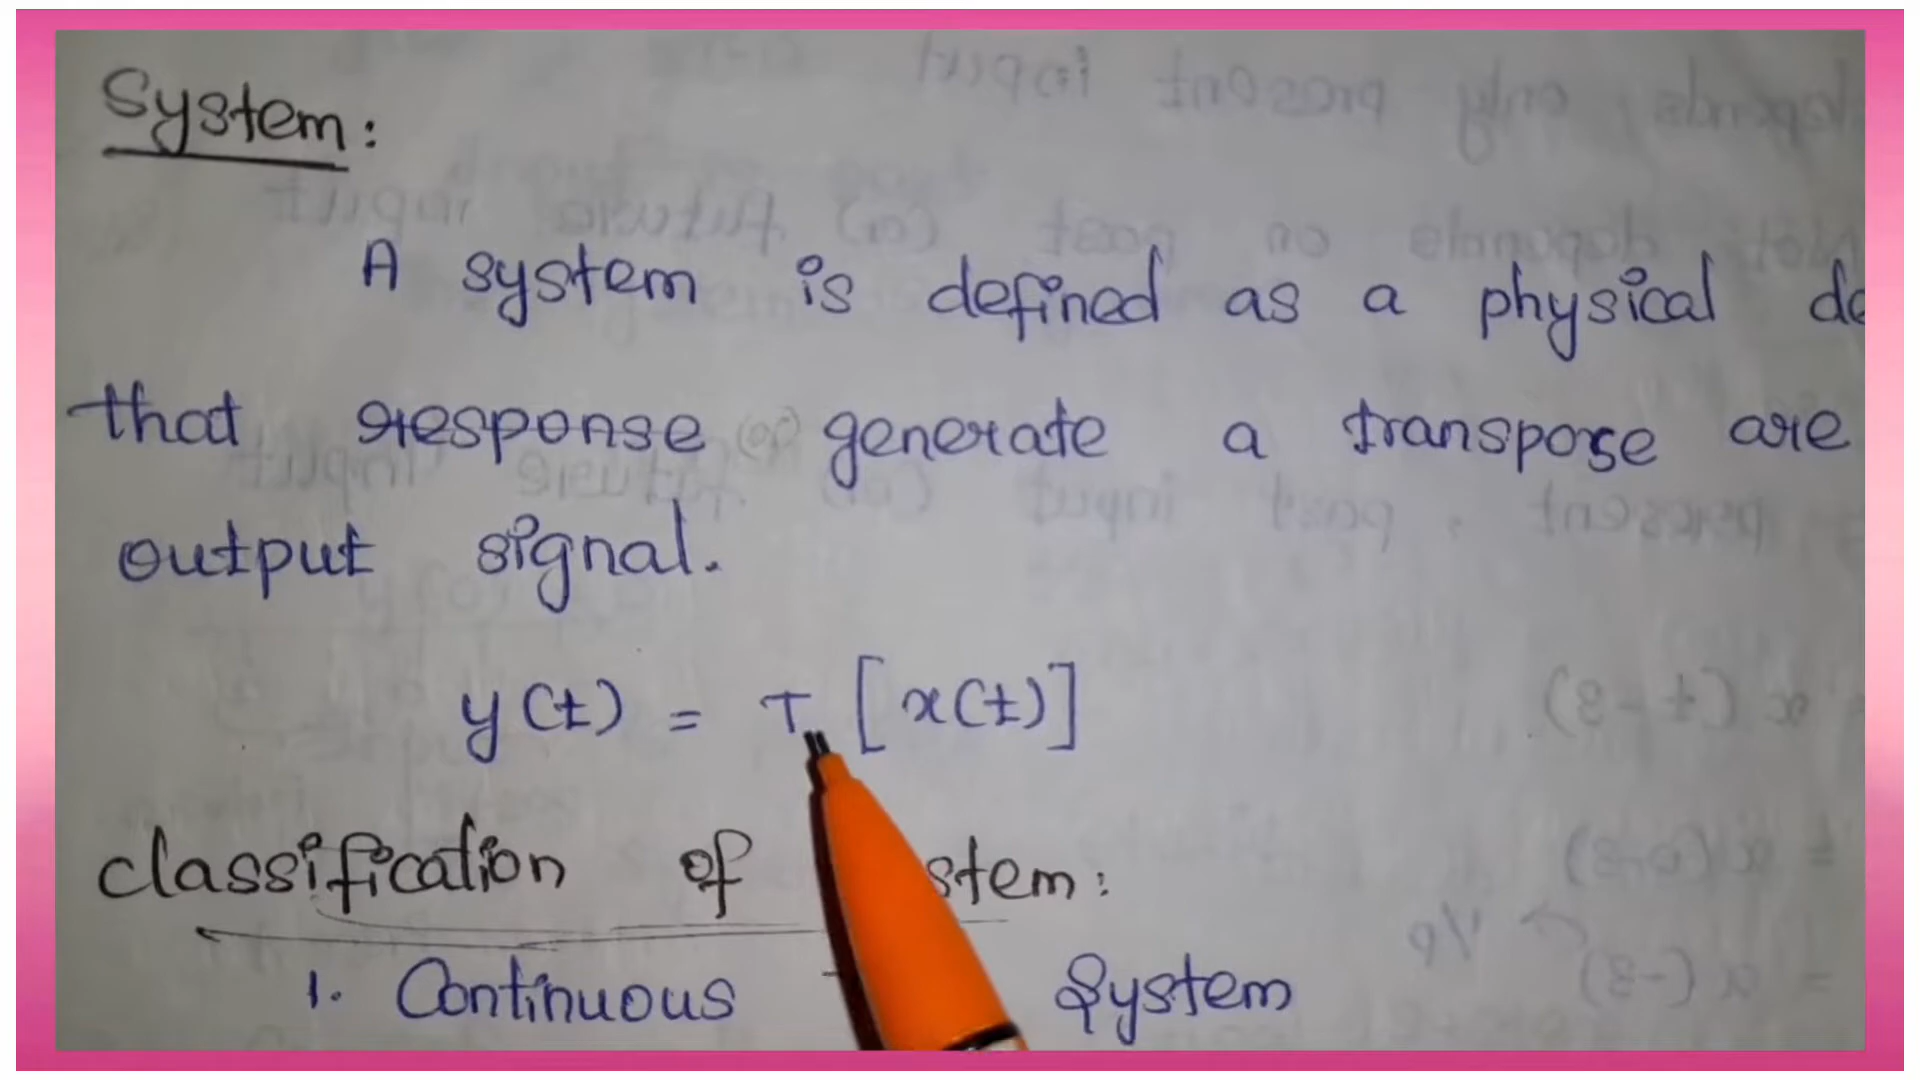 System:
A system is defined as a physical
that response generate a transpose are
output signal.
y(t) = T [x(t)]
classification of stem:
1. Continuous System